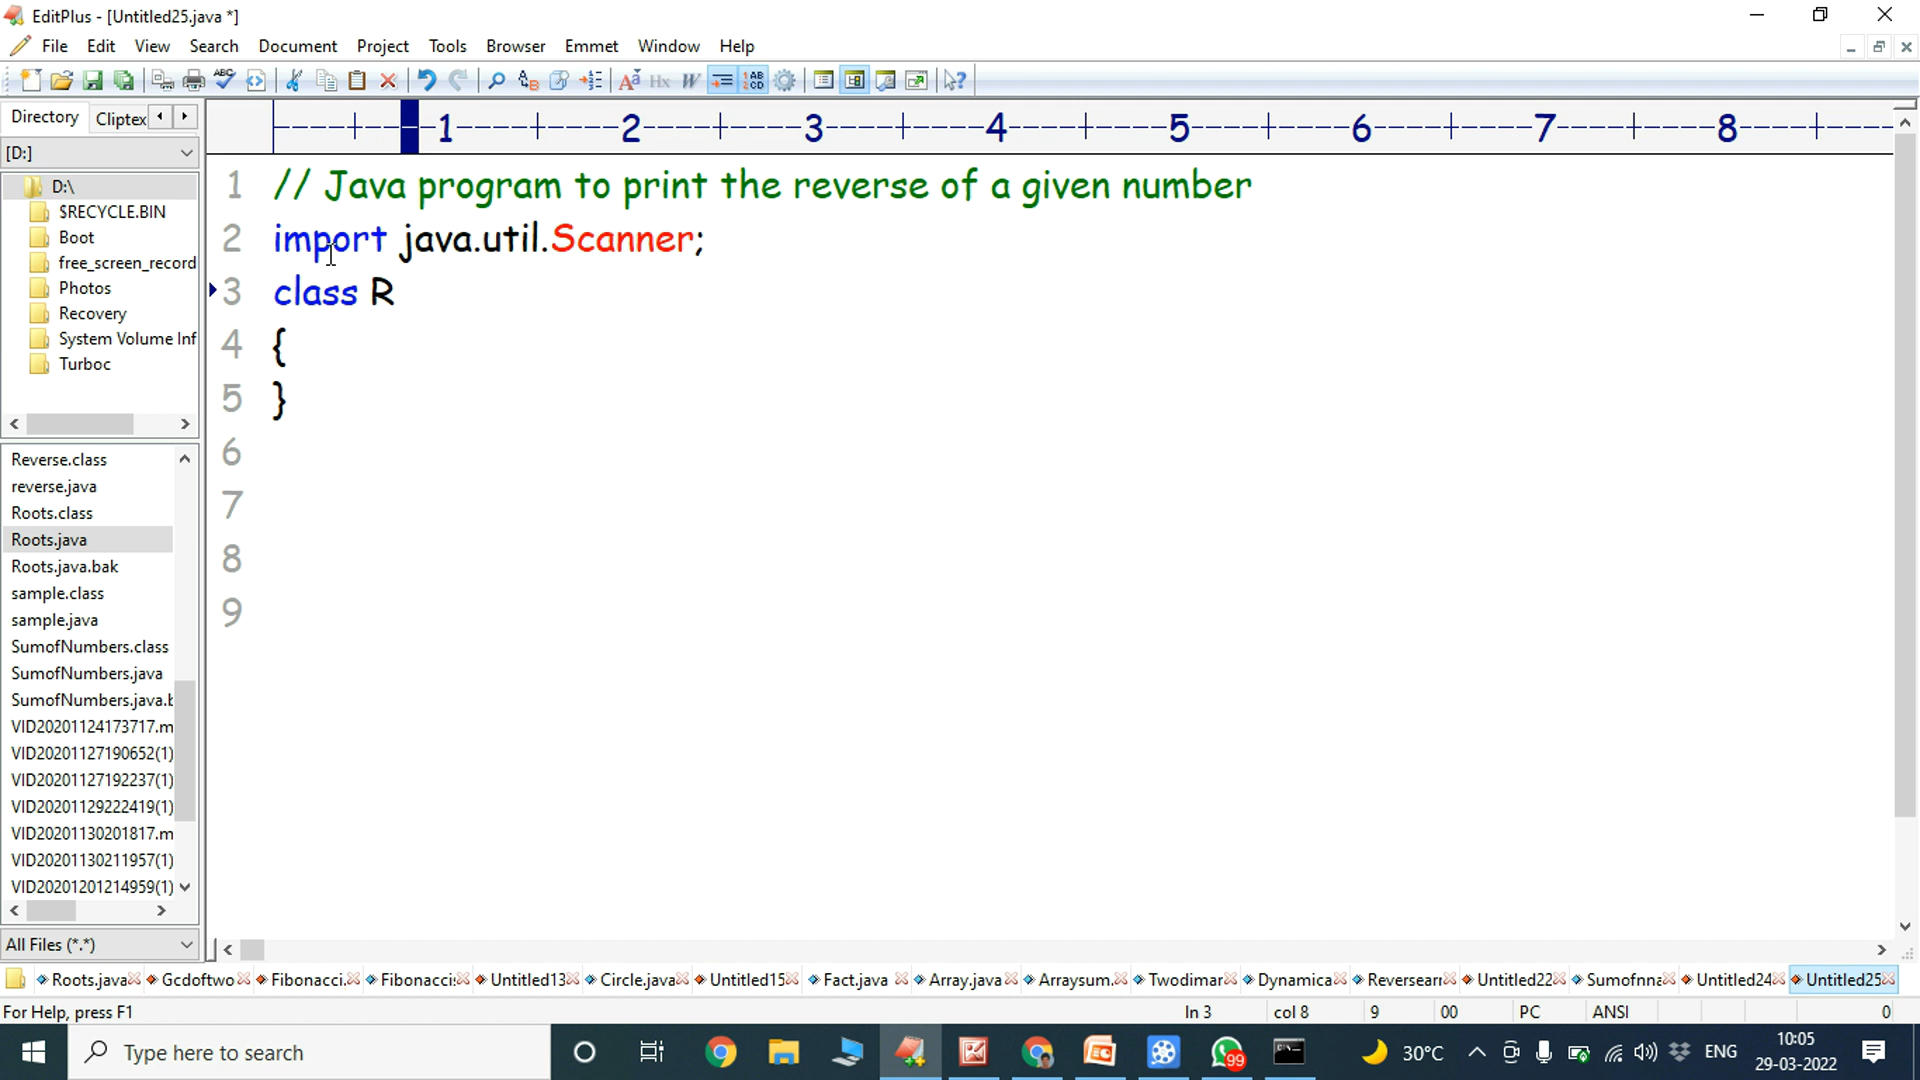 EditPlus - [Untitled25.java *]
File Edit View Search Document Project Tools Browser Emmet Window Help
Directory Cliptex
[D:]
D:\
$RECYCLE.BIN
Boot
free_screen_record
Photos
Recovery
System Volume Inf
Turboc
Reverse.class
reverse.java
Roots.class
Roots.java
Roots.java.bak
sample.class
sample.java
SumofNumbers.class
SumofNumbers.java
SumofNumbers.java.b
VID20201124173717.m
VID20201127190652(1)
VID20201127192237(1)
VID20201129222419(1)
VID20201130201817.m
VID20201130211957(1)
VID20201201214959(1)
All Files (*.*)
----+----1----+----2----+----3----+----4----+----5----+----6----+----7----+----8----+----
1 // Java program to print the reverse of a given number
2 import java.util.Scanner;
3 class R
4 {
5 }
6
7
8
9
Roots.java Gcdoftwo Fibonacci. Fibonacci: Untitled13 Circle.java Untitled15 Fact.java Array.java Arraysum. Twodimar Dynamica Reversearr Untitled22 Sumofnna Untitled24 Untitled25
For Help, press F1 ln 3 col 8 9 00 PC ANSI 0
Type here to search 99 30°C ENG 10:05
29-03-2022